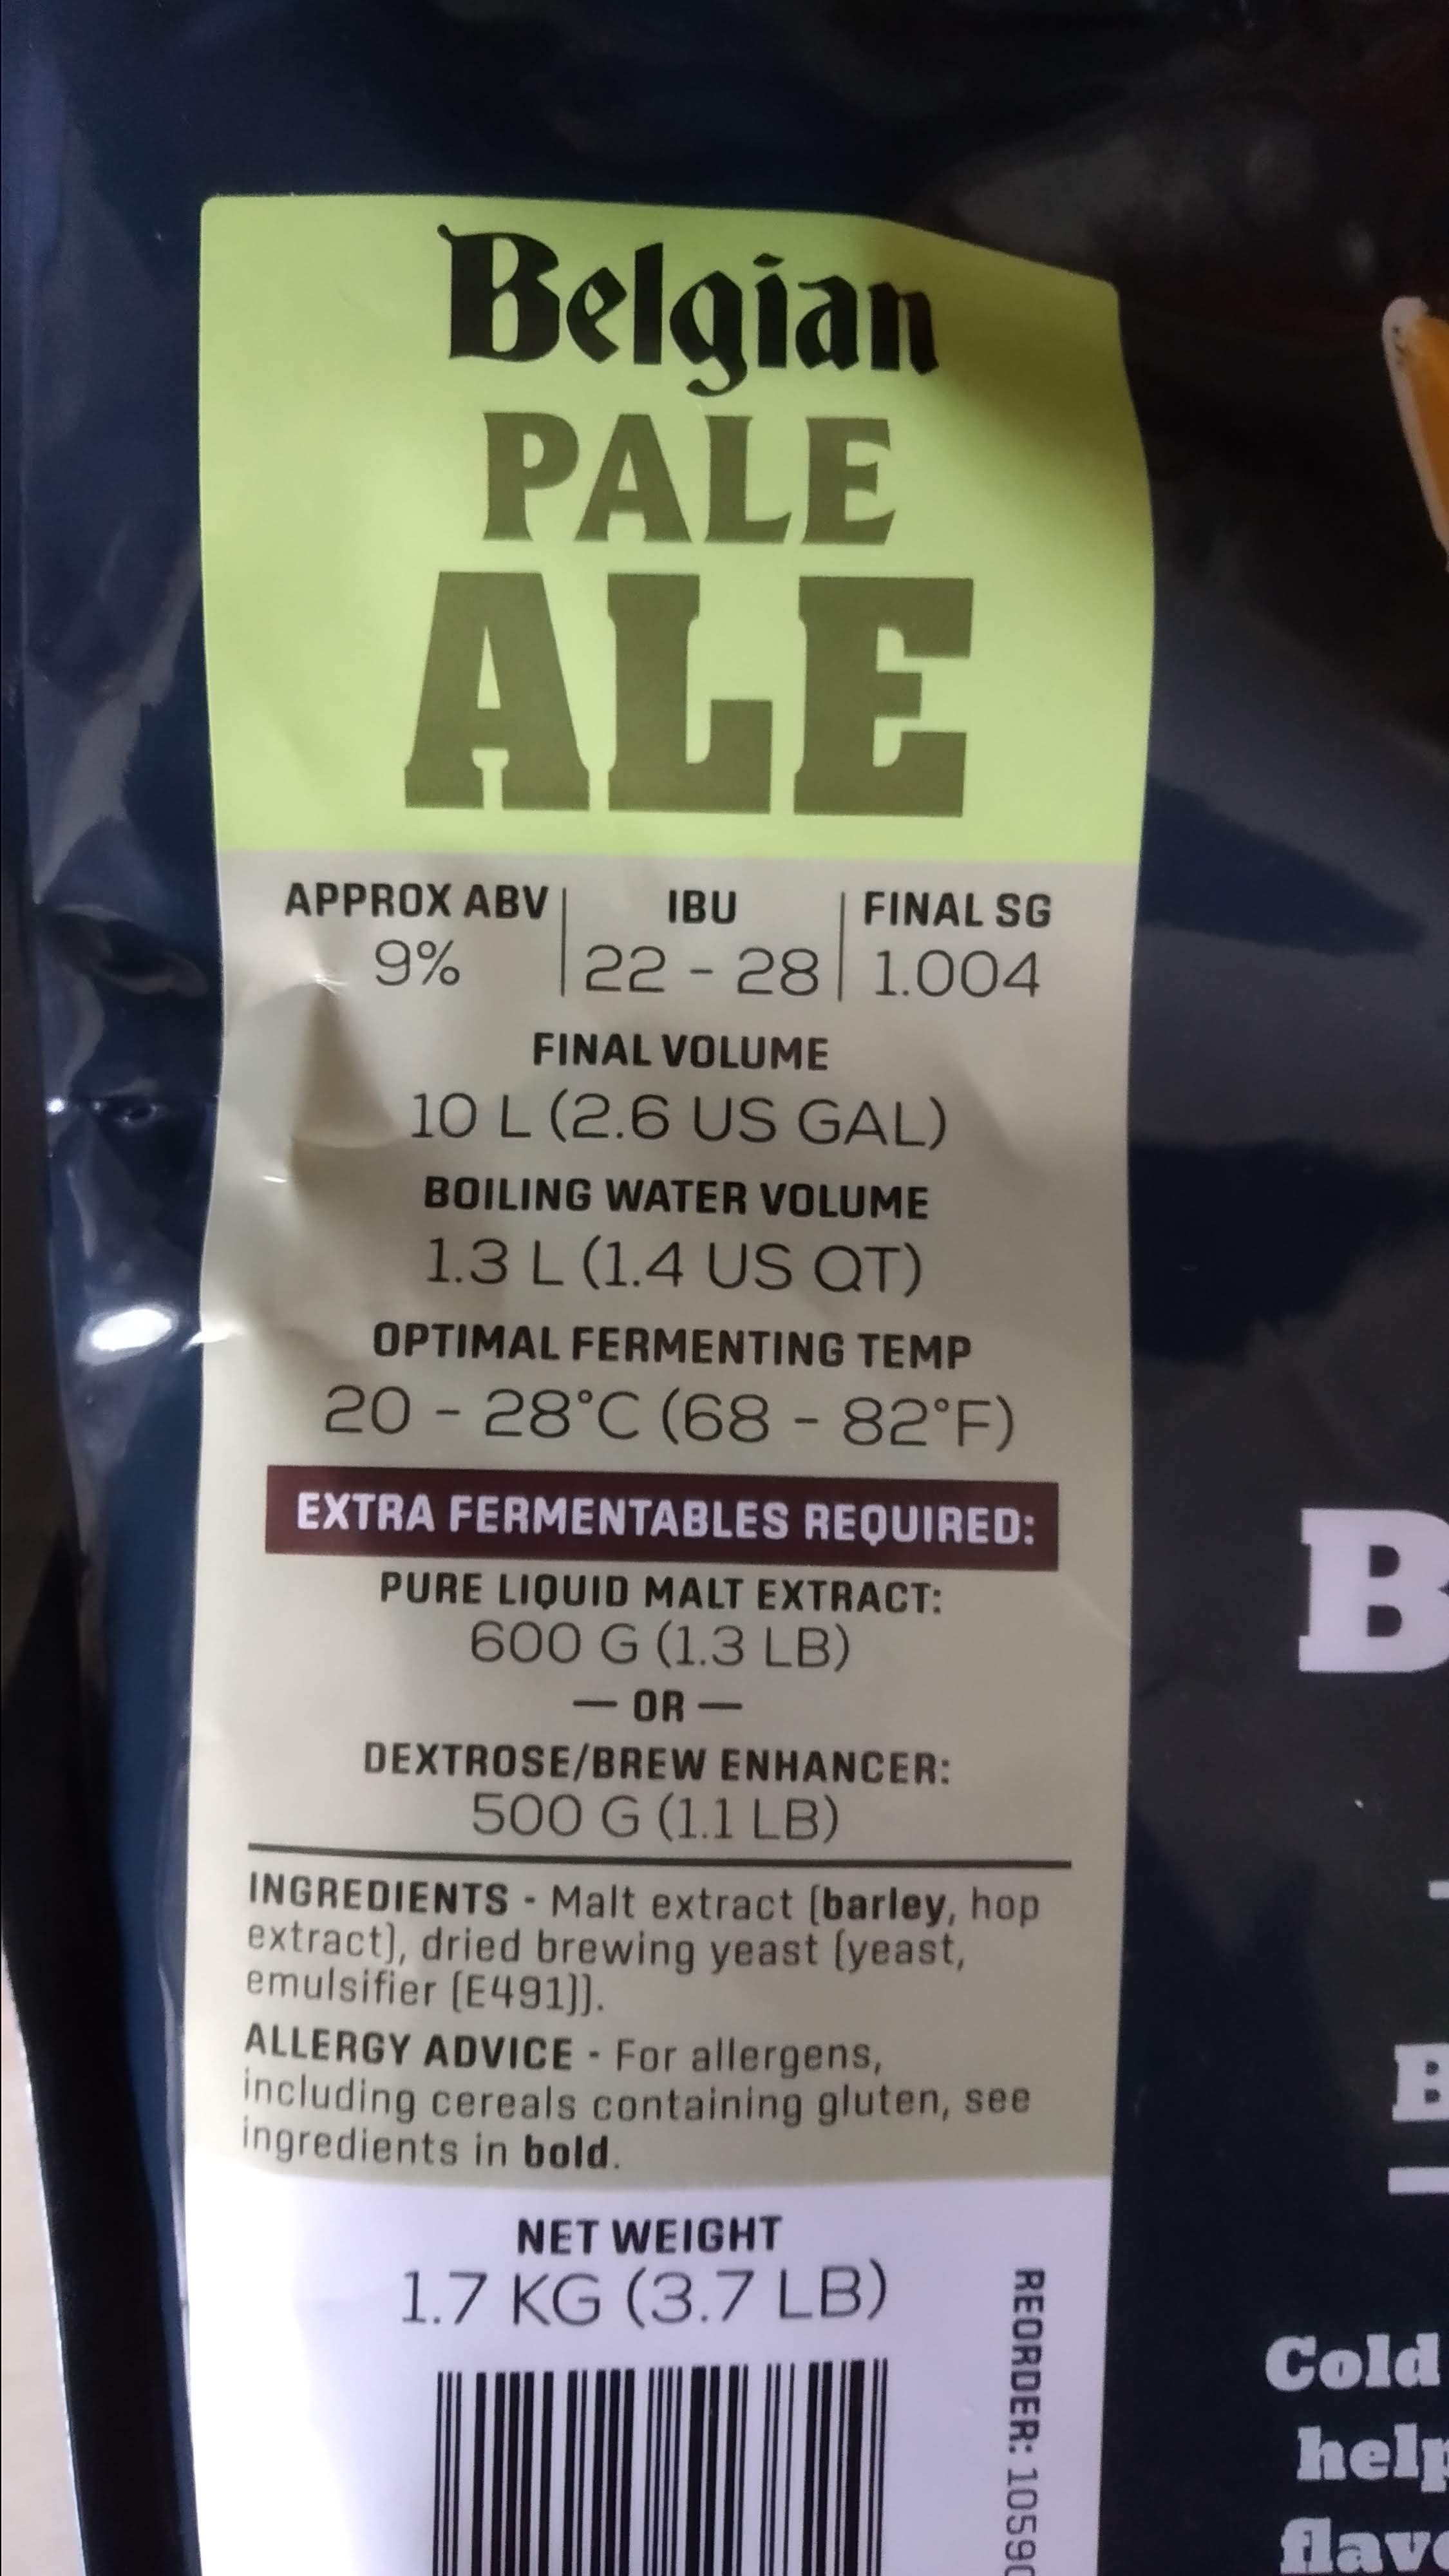 Belgian
PALE
ALE
APPROX ABV | IBU | FINAL SG
9% | 22 - 28 | 1.004
FINAL VOLUME
10 L (2.6 US GAL)
BOILING WATER VOLUME
1.3 L (1.4 US QT)
OPTIMAL FERMENTING TEMP
20 - 28°C (68 - 82°F)
EXTRA FERMENTABLES REQUIRED:
PURE LIQUID MALT EXTRACT:
600 G (1.3 LB)
— OR —
DEXTROSE/BREW ENHANCER:
500 G (1.1 LB)
INGREDIENTS - Malt extract (barley, hop
extract), dried brewing yeast (yeast,
emulsifier (E491)).
ALLERGY ADVICE - For allergens,
including cereals containing gluten, see
ingredients in bold.
NET WEIGHT
1.7 KG (3.7 LB)
REORDER:
B
B
Cold